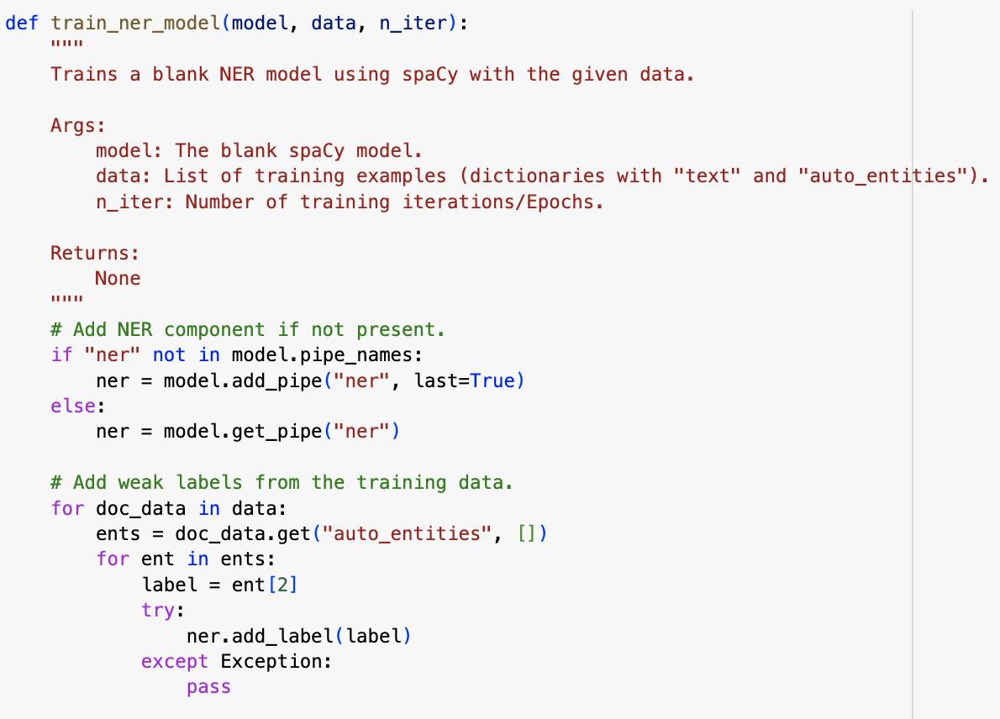 def train_ner_model(model, data, n_iter):
    """
    Trains a blank NER model using spaCy with the given data.

    Args:
        model: The blank spaCy model.
        data: List of training examples (dictionaries with "text" and "auto_entities").
        n_iter: Number of training iterations/Epochs.

    Returns:
        None
    """
    # Add NER component if not present.
    if "ner" not in model.pipe_names:
        ner = model.add_pipe("ner", last=True)
    else:
        ner = model.get_pipe("ner")

    # Add weak labels from the training data.
    for doc_data in data:
        ents = doc_data.get("auto_entities", [])
        for ent in ents:
            label = ent[2]
            try:
                ner.add_label(label)
            except Exception:
                pass